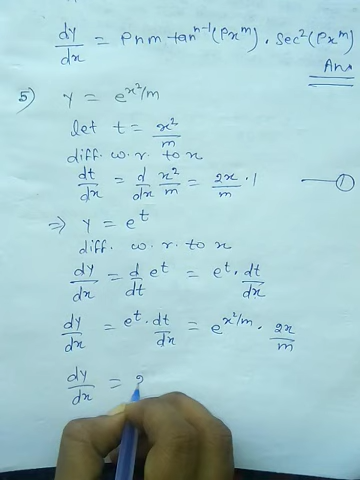 dy/dx = Pnm tan^(n-1)(Px^m) . sec²(Px^m)
Ans
5) y = e^(x²/m)
let t = x²/m
diff. w. r. to x
dt/dx = d/dx x²/m = 2x/m . 1 —— ①
⇒ y = e^t
diff. w. r. to x
dy/dx = d/dt e^t = e^t . dt/dx
dy/dx = e^t . dt/dx = e^(x²/m) . 2x/m
dy/dx = 2